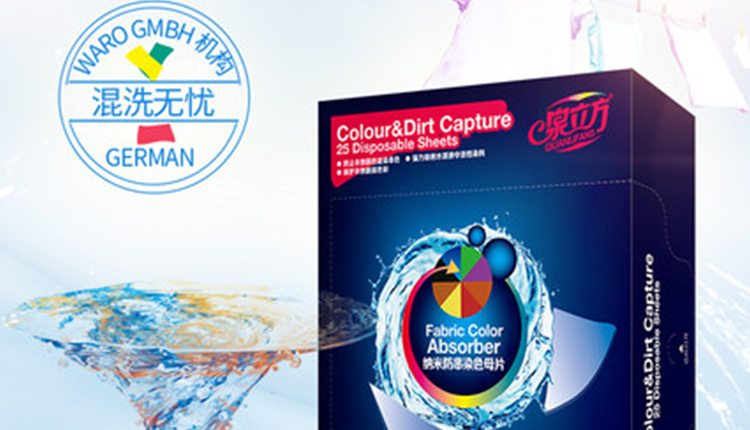 WARO GMBH 机构
混洗无忧
GERMAN
Colour&Dirt Capture
25 Disposable Sheets
泉立方
QUANLIFANG
Fabric Color
Absorber
纳米防串染色母片
olour&Dirt Capture
25 Disposable Sheets